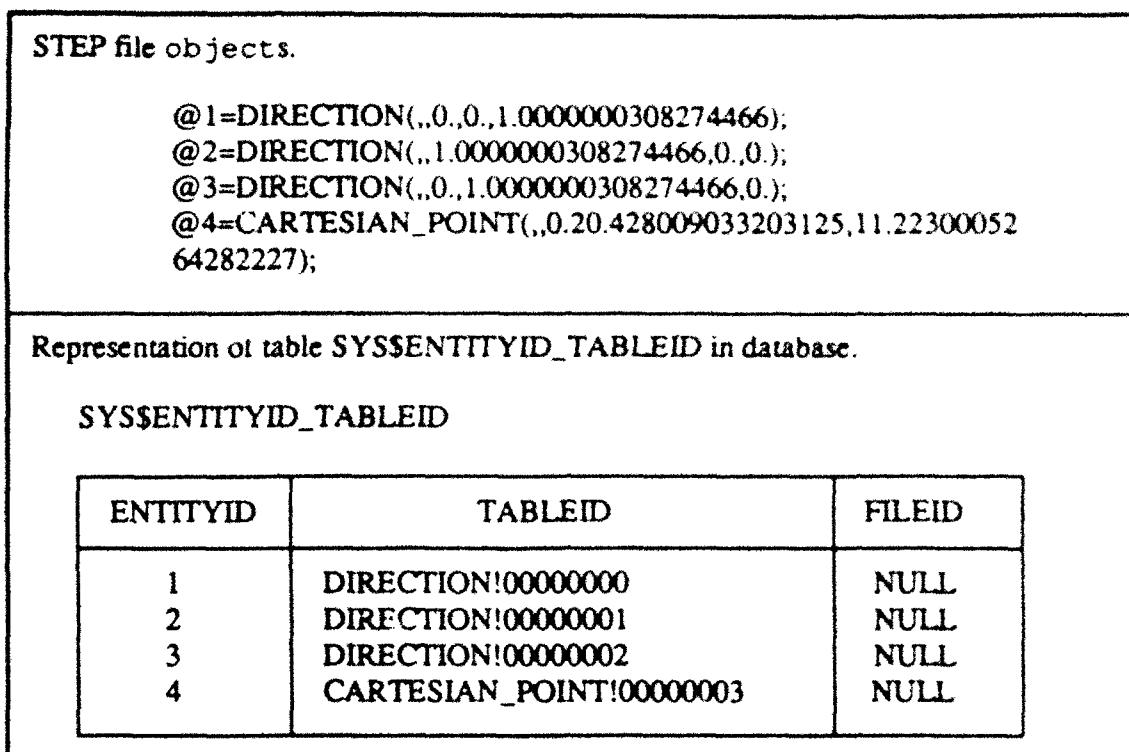 STEP file objects.
@1=DIRECTION(,,0.,0.,1.0000000308274466);
@2=DIRECTION(,,1.0000000308274466,0.,0.);
@3=DIRECTION(,,0.,1.0000000308274466,0.);
@4=CARTESIAN_POINT(,,0.20.428009033203125,11.22300052
64282227);
Representation of table SYS$ENTITYID_TABLEID in database.
SYS$ENTITYID_TABLEID
ENTITYID TABLEID FILEID
1 DIRECTION!00000000 NULL
2 DIRECTION!00000001 NULL
3 DIRECTION!00000002 NULL
4 CARTESIAN_POINT!00000003 NULL